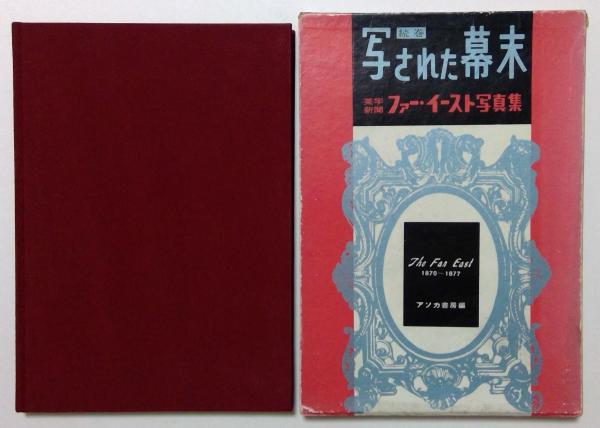 続巻
写された幕末
英字
新聞
ファー・イースト写真集
The Far East
1870～1877
アソカ書房編